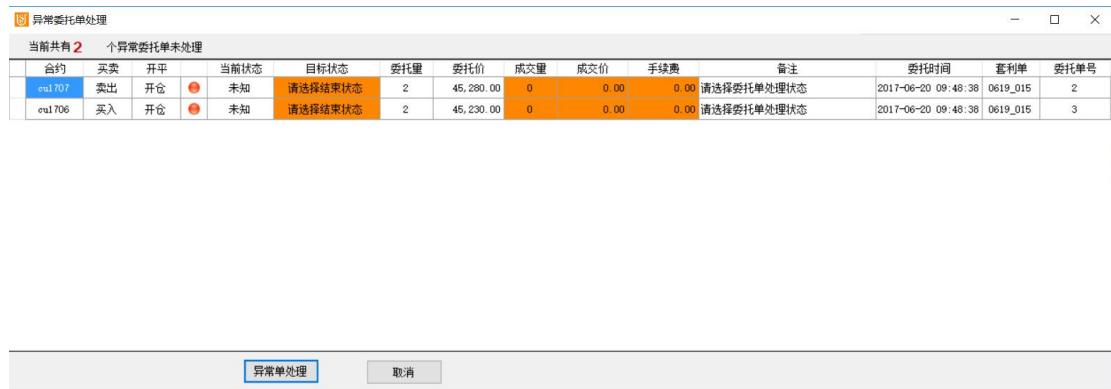 异常委托单处理
当前共有2 个异常委托单未处理
合约 买卖 开平 当前状态 目标状态 委托量 委托价 成交量 成交价 手续费 备注 委托时间 套利单 委托单号
cu1707 卖出 开仓 未知 请选择结束状态 2 45,280.00 0 0.00 0.00 请选择委托单处理状态 2017-06-20 09:48:38 0619_015 2
cu1706 买入 开仓 未知 请选择结束状态 2 45,230.00 0 0.00 0.00 请选择委托单处理状态 2017-06-20 09:48:38 0619_015 3
异常单处理 取消